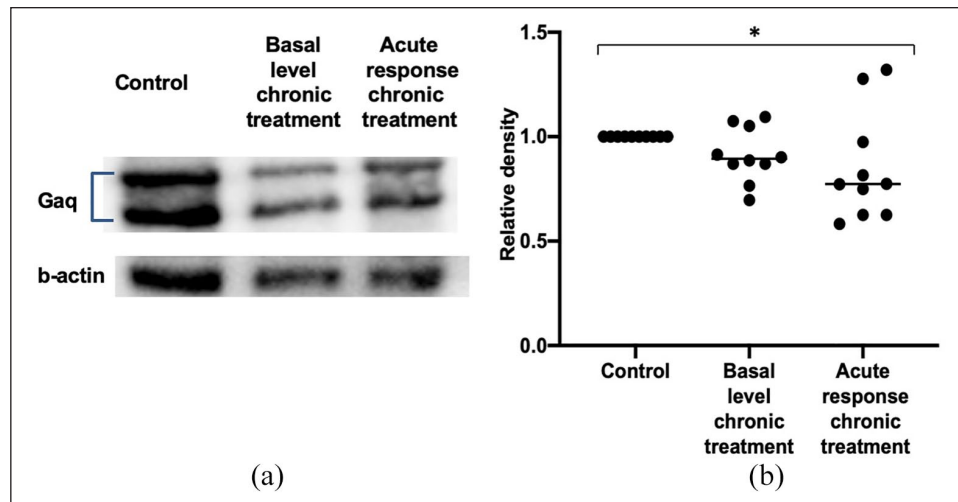 Control
Basal
level
chronic
treatment
Acute
response
chronic
treatment
Gaq
b-actin
(a)
1.5
*
1.0
Relative density
0.5
0.0
Control
Basal
level
chronic
treatment
Acute
response
chronic
treatment
(b)